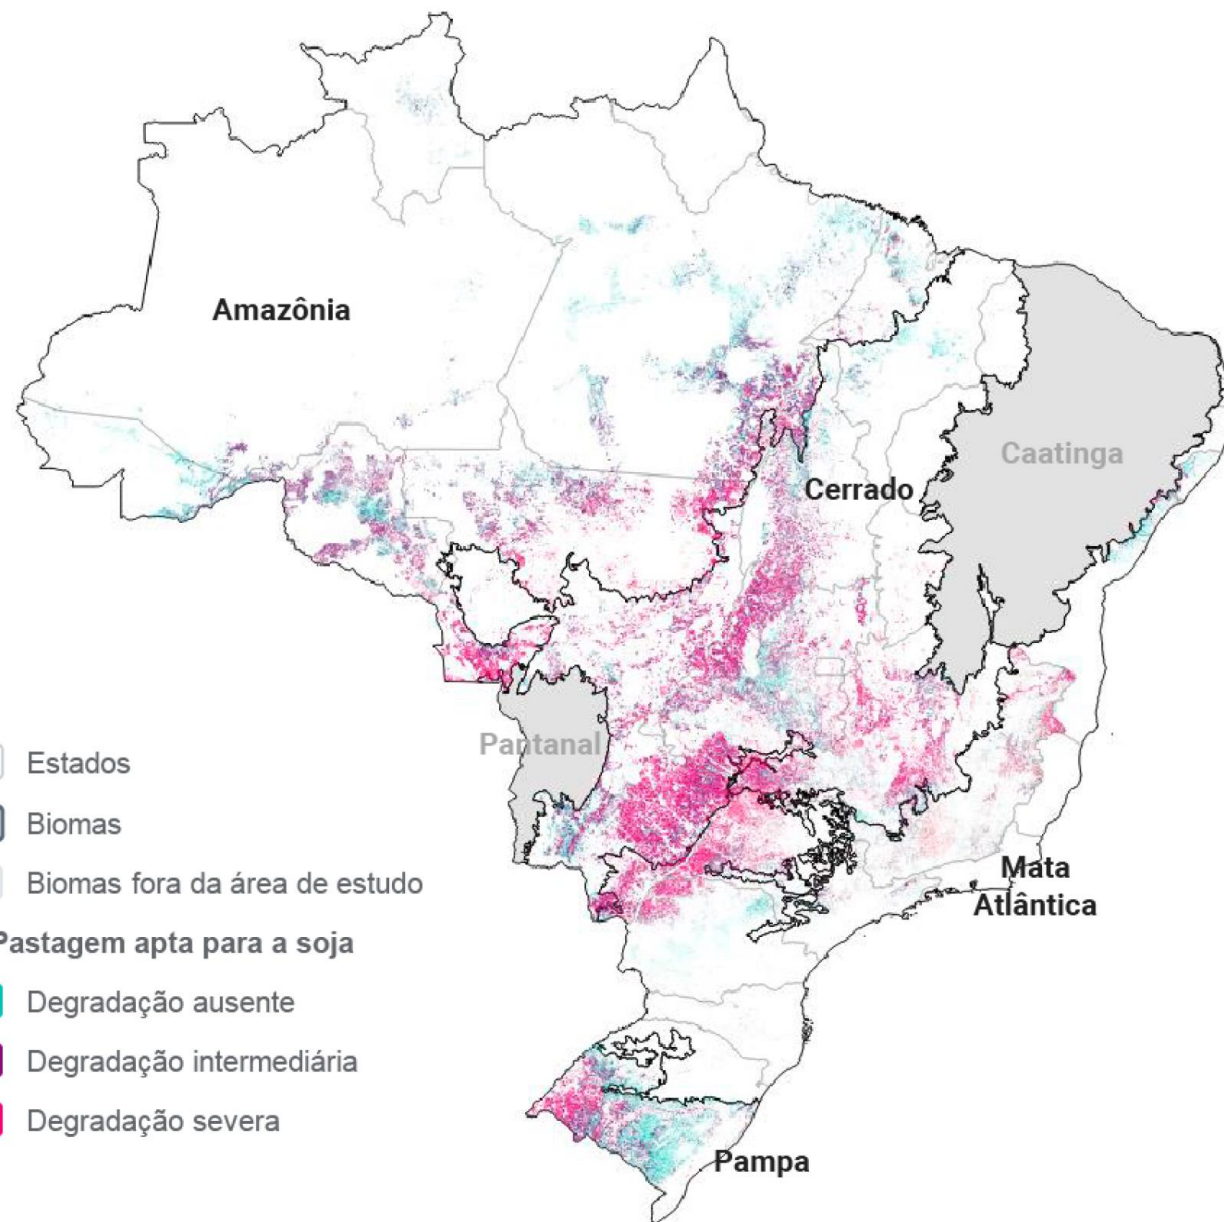 Amazônia
Caatinga
Cerrado
Pantanal
Estados
Biomas
Biomas fora da área de estudo
Mata
Atlântica
Pastagem apta para a soja
Degradação ausente
Degradação intermediária
Degradação severa
Pampa